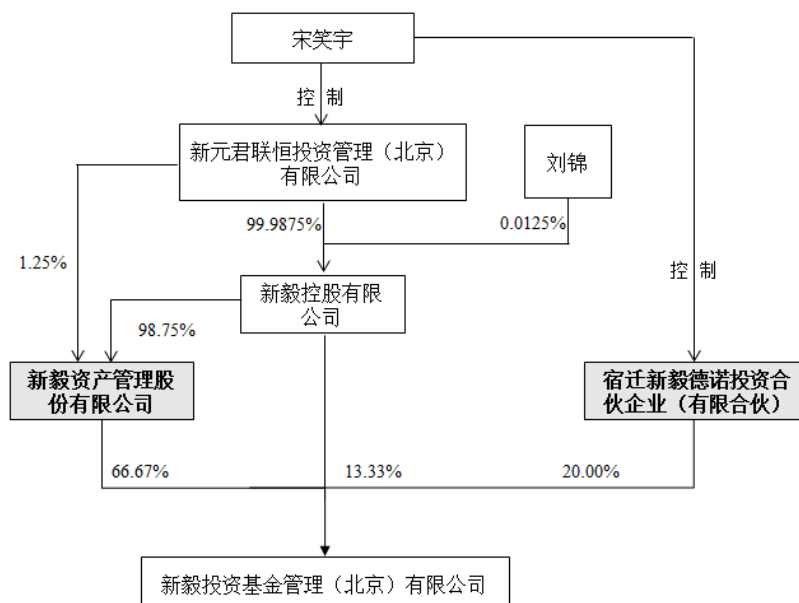 宋笑宇
控 制
新元君联恒投资管理（北京）
有限公司
刘锦
99.9875%
0.0125%
1.25%
控 制
新毅控股有限
公司
98.75%
新毅资产管理股
份有限公司
宿迁新毅德诺投资合
伙企业（有限合伙）
66.67%
13.33%
20.00%
新毅投资基金管理（北京）有限公司